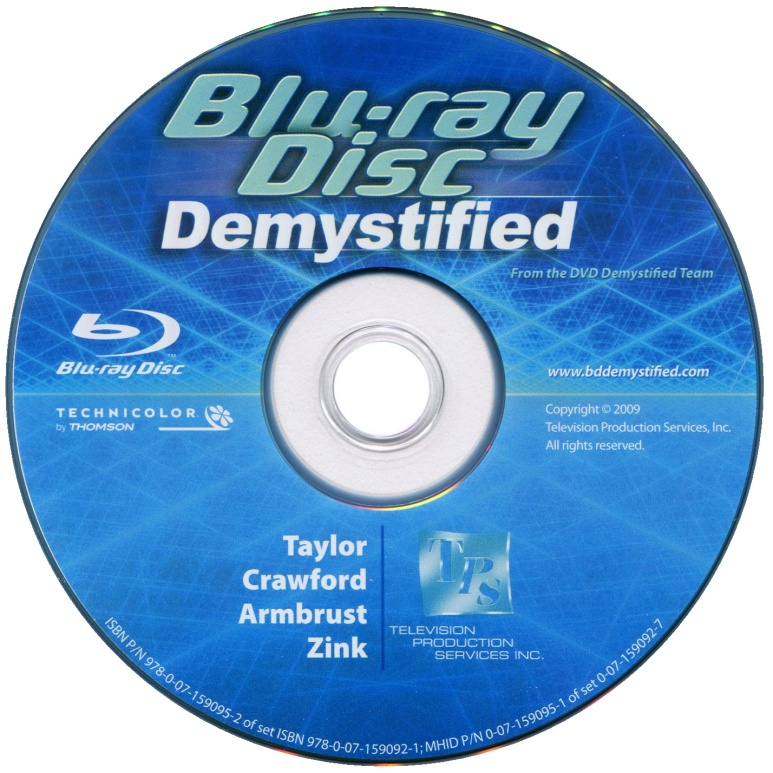 Blu-ray
Disc
Demystified
From the DVD Demystified Team
Blu-ray Disc™
www.bddemystified.com
TECHNICOLOR
by THOMSON
Copyright © 2009
Television Production Services, Inc.
All rights reserved.
Taylor
Crawford
Armbrust
Zink
TPS
TELEVISION
PRODUCTION
SERVICES INC.
ISBN P/N 978-0-07-159095-2 of set ISBN 978-0-07-159092-1; MHID P/N 0-07-159095-1 of set 0-07-159092-7